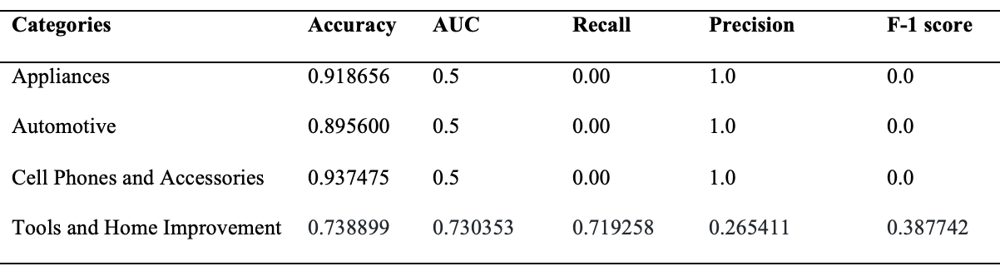 Categories Accuracy AUC Recall Precision F-1 score
Appliances 0.918656 0.5 0.00 1.0 0.0
Automotive 0.895600 0.5 0.00 1.0 0.0
Cell Phones and Accessories 0.937475 0.5 0.00 1.0 0.0
Tools and Home Improvement 0.738899 0.730353 0.719258 0.265411 0.387742